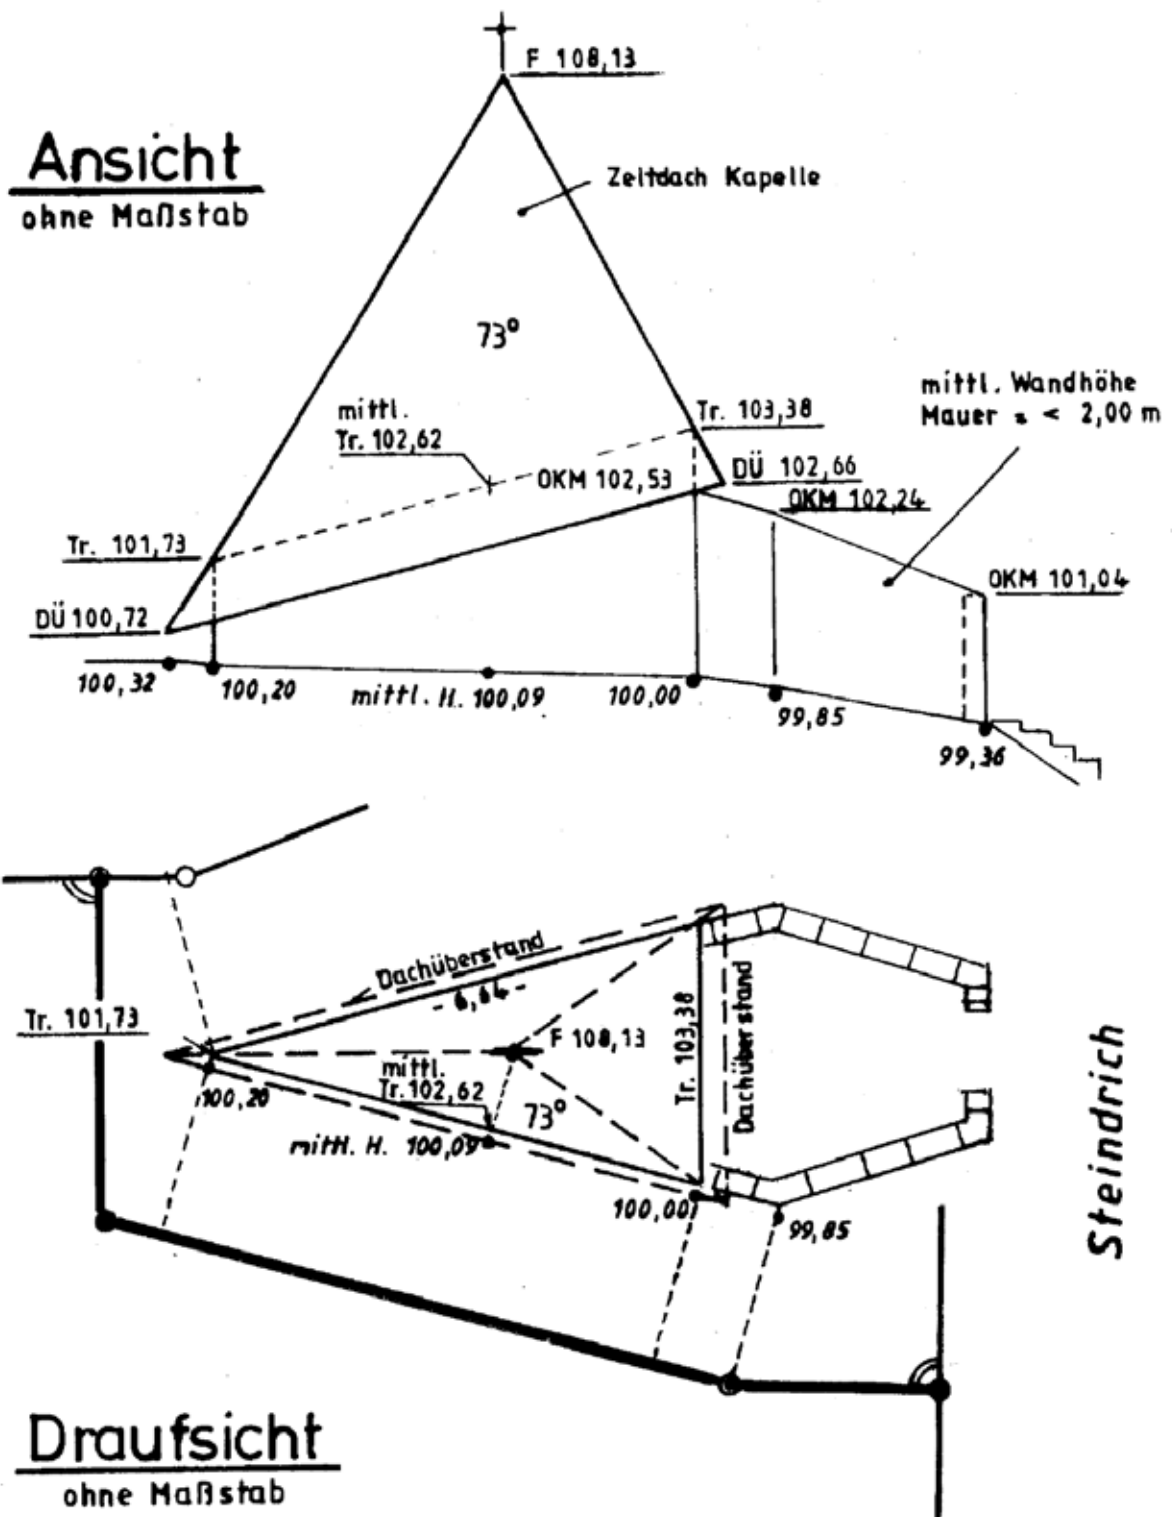 F 108,13
Ansicht
ohne Maßstab
Zeltdach Kapelle
73°
mittl. Wandhöhe
Mauer = < 2,00 m
mittl.
Tr. 102,62
Tr. 103,38
OKM 102,53
DÜ 102,66
OKM 102,24
Tr. 101,73
OKM 101,04
DÜ 100,72
100,32
100,20
mittl. H. 100,09
100,00
99,85
99,36
Dachüberstand
- 6,64 -
Tr. 101,73
F 108,13
Tr. 103,38
Dachüberstand
mittl.
Tr. 102,62
100,20
73°
mittl. H. 100,09
100,00
99,85
Steindrich
Draufsicht
ohne Maßstab